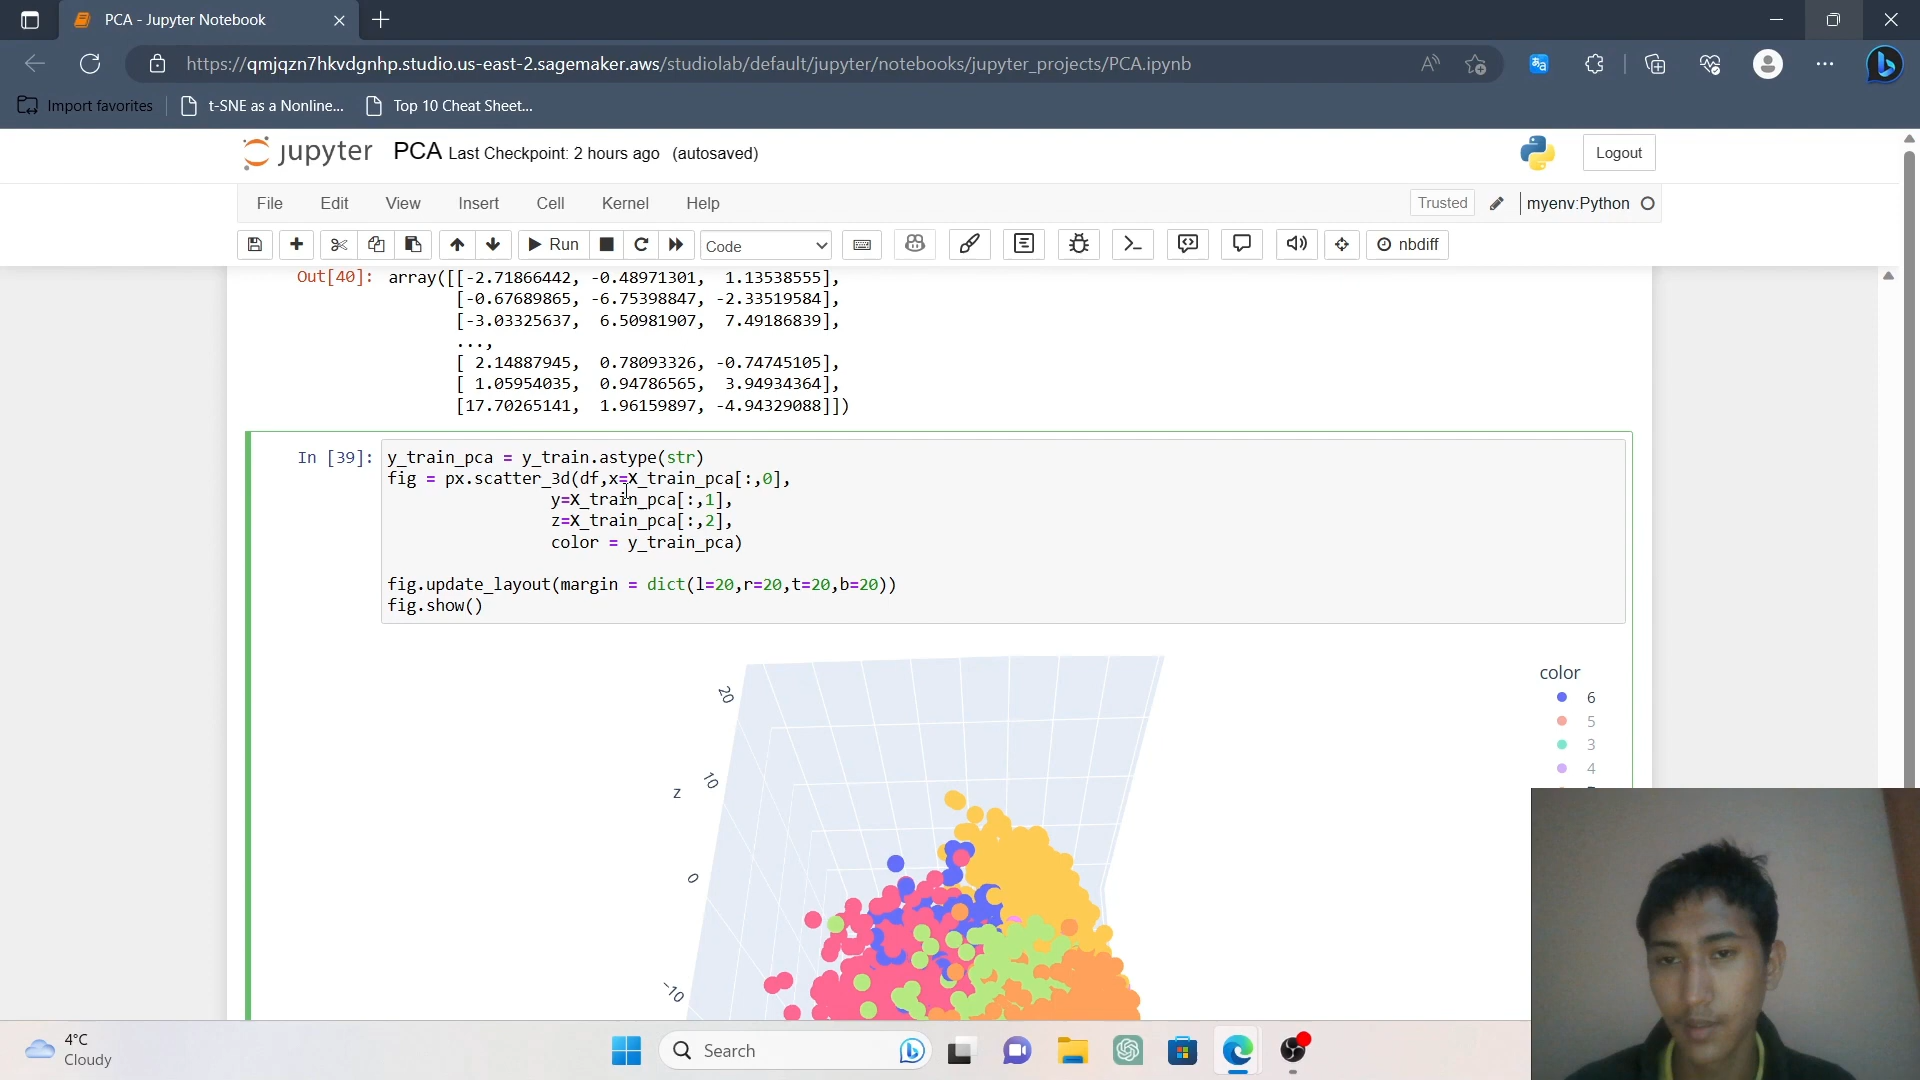 PCA - Jupyter Notebook
https://qmjqzn7hkvdgnhp.studio.us-east-2.sagemaker.aws/studiolab/default/jupyter/notebooks/jupyter_projects/PCA.ipynb
Import favorites t-SNE as a Nonline... Top 10 Cheat Sheet...
jupyter PCA Last Checkpoint: 2 hours ago (autosaved) Logout
File Edit View Insert Cell Kernel Help Trusted myenv:Python
Run Code nbdiff
Out[40]: array([[-2.71866442, -0.48971301, 1.13538555],
[-0.67689865, -6.75398847, -2.33519584],
[-3.03325637, 6.50981907, 7.49186839],
...,
[ 2.14887945, 0.78093326, -0.74745105],
[ 1.05954035, 0.94786565, 3.94934364],
[17.70265141, 1.96159897, -4.94329088]])
In [39]: y_train_pca = y_train.astype(str)
fig = px.scatter_3d(df,x=X_train_pca[:,0],
y=X_train_pca[:,1],
z=X_train_pca[:,2],
color = y_train_pca)
fig.update_layout(margin = dict(l=20,r=20,t=20,b=20))
fig.show()
color
6
5
3
4
20
10
z
0
-10
4°C
Cloudy
Search